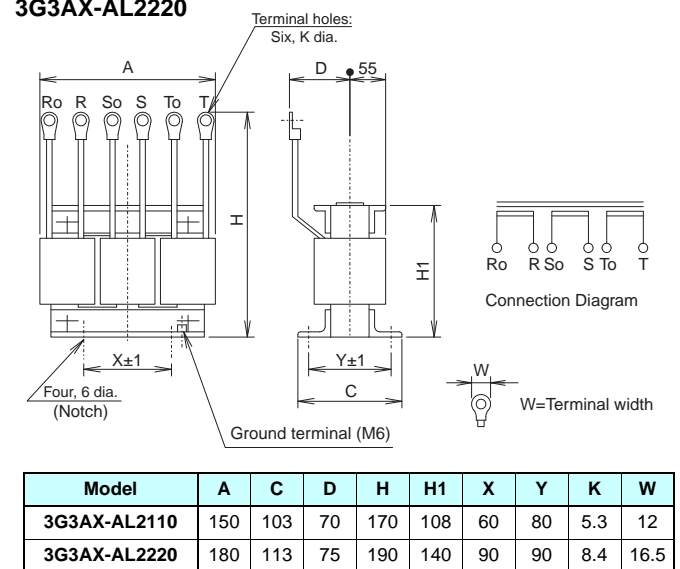 3G3AX-AL2220
Terminal holes:
Six, K dia.
A
D
55
Ro R So S To T
H
H1
Ro R So S To T
Connection Diagram
X±1
Y±1
C
W
W=Terminal width
Four, 6 dia.
(Notch)
Ground terminal (M6)
Model A C D H H1 X Y K W
3G3AX-AL2110 150 103 70 170 108 60 80 5.3 12
3G3AX-AL2220 180 113 75 190 140 90 90 8.4 16.5